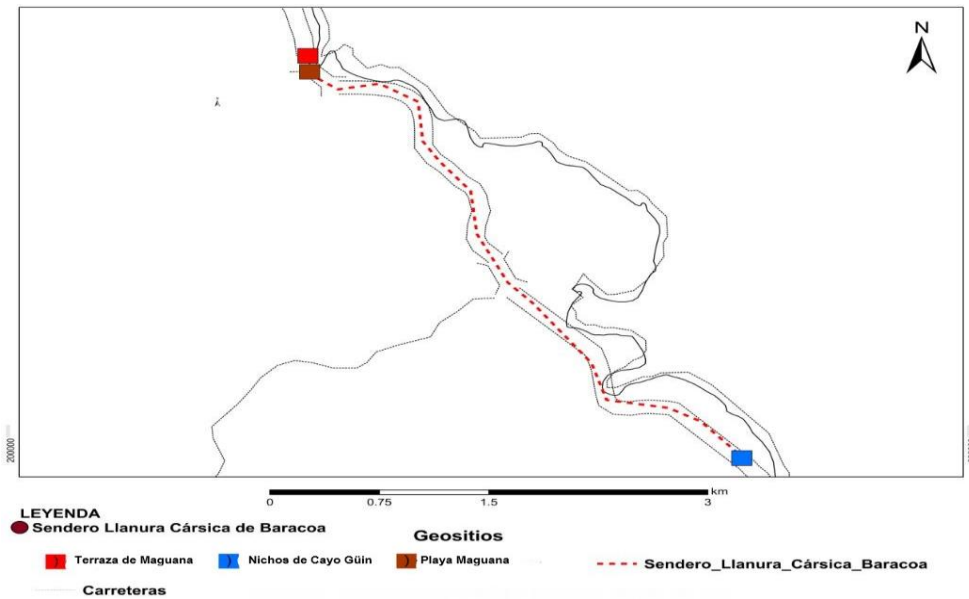 N
200000
km
0
0.75
1.5
3
LEYENDA
Sendero Llanura Cársica de Baracoa
Geositios
Terraza de Maguana
Nichos de Cayo Güin
Playa Maguana
Sendero_Llanura_Cársica_Baracoa
Carreteras